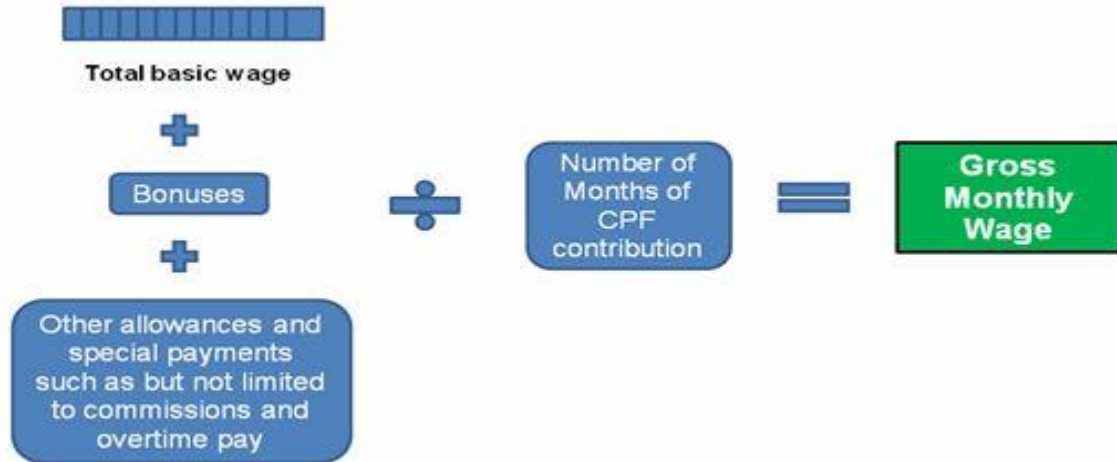 Total basic wage
Bonuses
Other allowances and
special payments
such as but not limited
to commissions and
overtime pay
Number of
Months of
CPF
contribution
Gross
Monthly
Wage